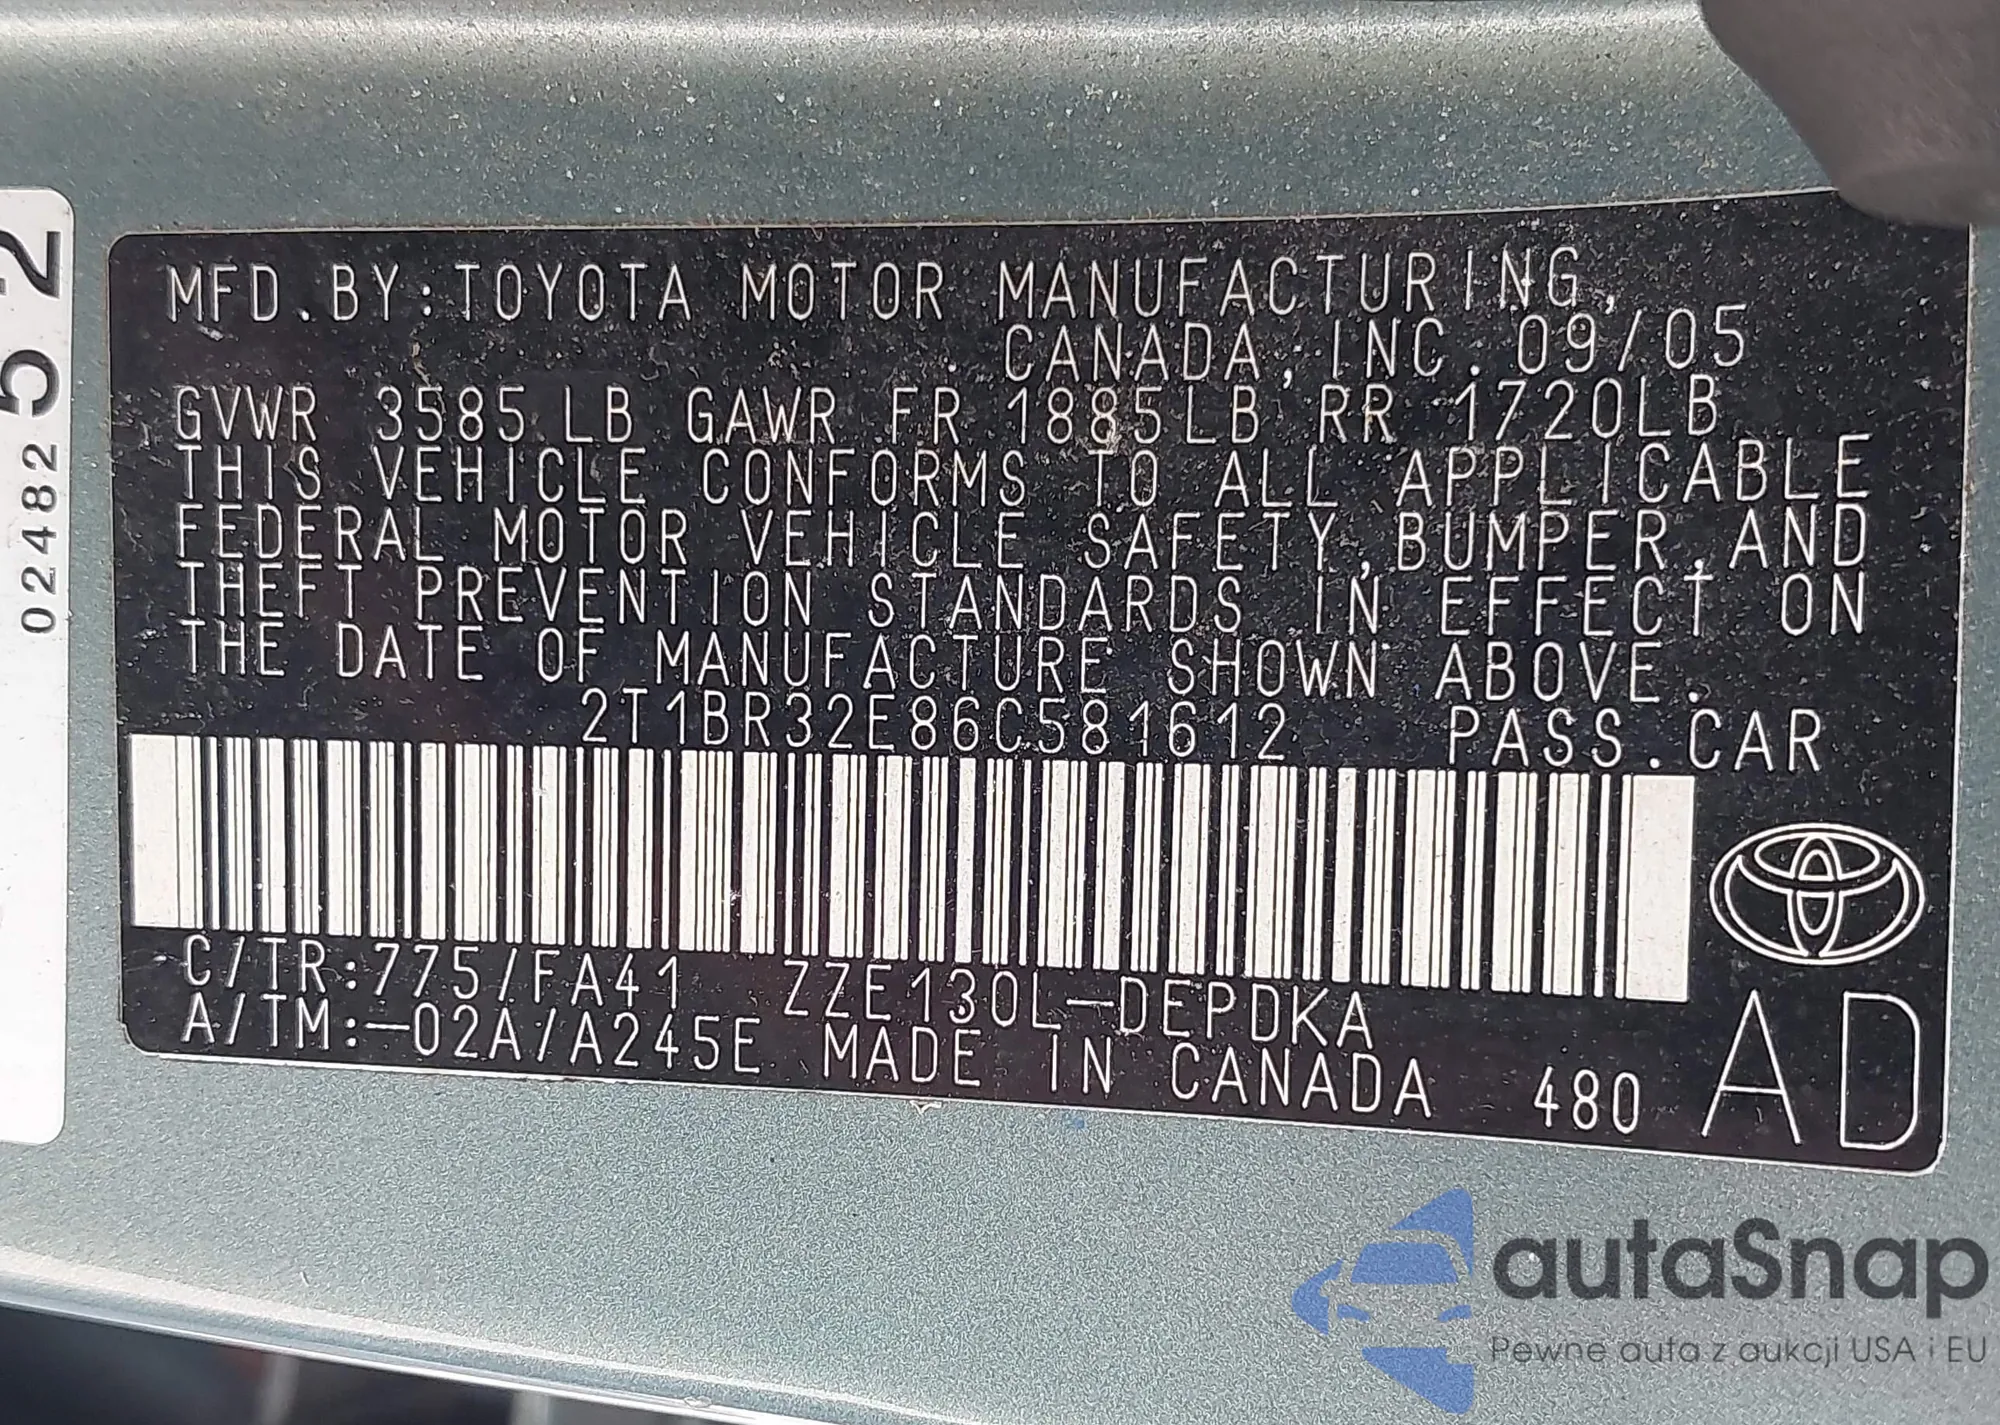 MFD.BY:TOYOTA MOTOR MANUFACTURING,
CANADA,INC.09/05
GVWR 3585LB GAWR FR 1885LB RR 1720LB
THIS VEHICLE CONFORMS TO ALL APPLICABLE
FEDERAL MOTOR VEHICLE SAFETY,BUMPER,AND
THEFT PREVENTION STANDARDS IN EFFECT ON
THE DATE OF MANUFACTURE SHOWN ABOVE.
2T1BR32E86C581612 PASS.CAR
C/TR:775/FA41 ZZE130L-DEPDKA
A/TM:-02A/A245E MADE IN CANADA 480
AD
02482 52
autaSnap
Pewne auta z aukcji USA i EU